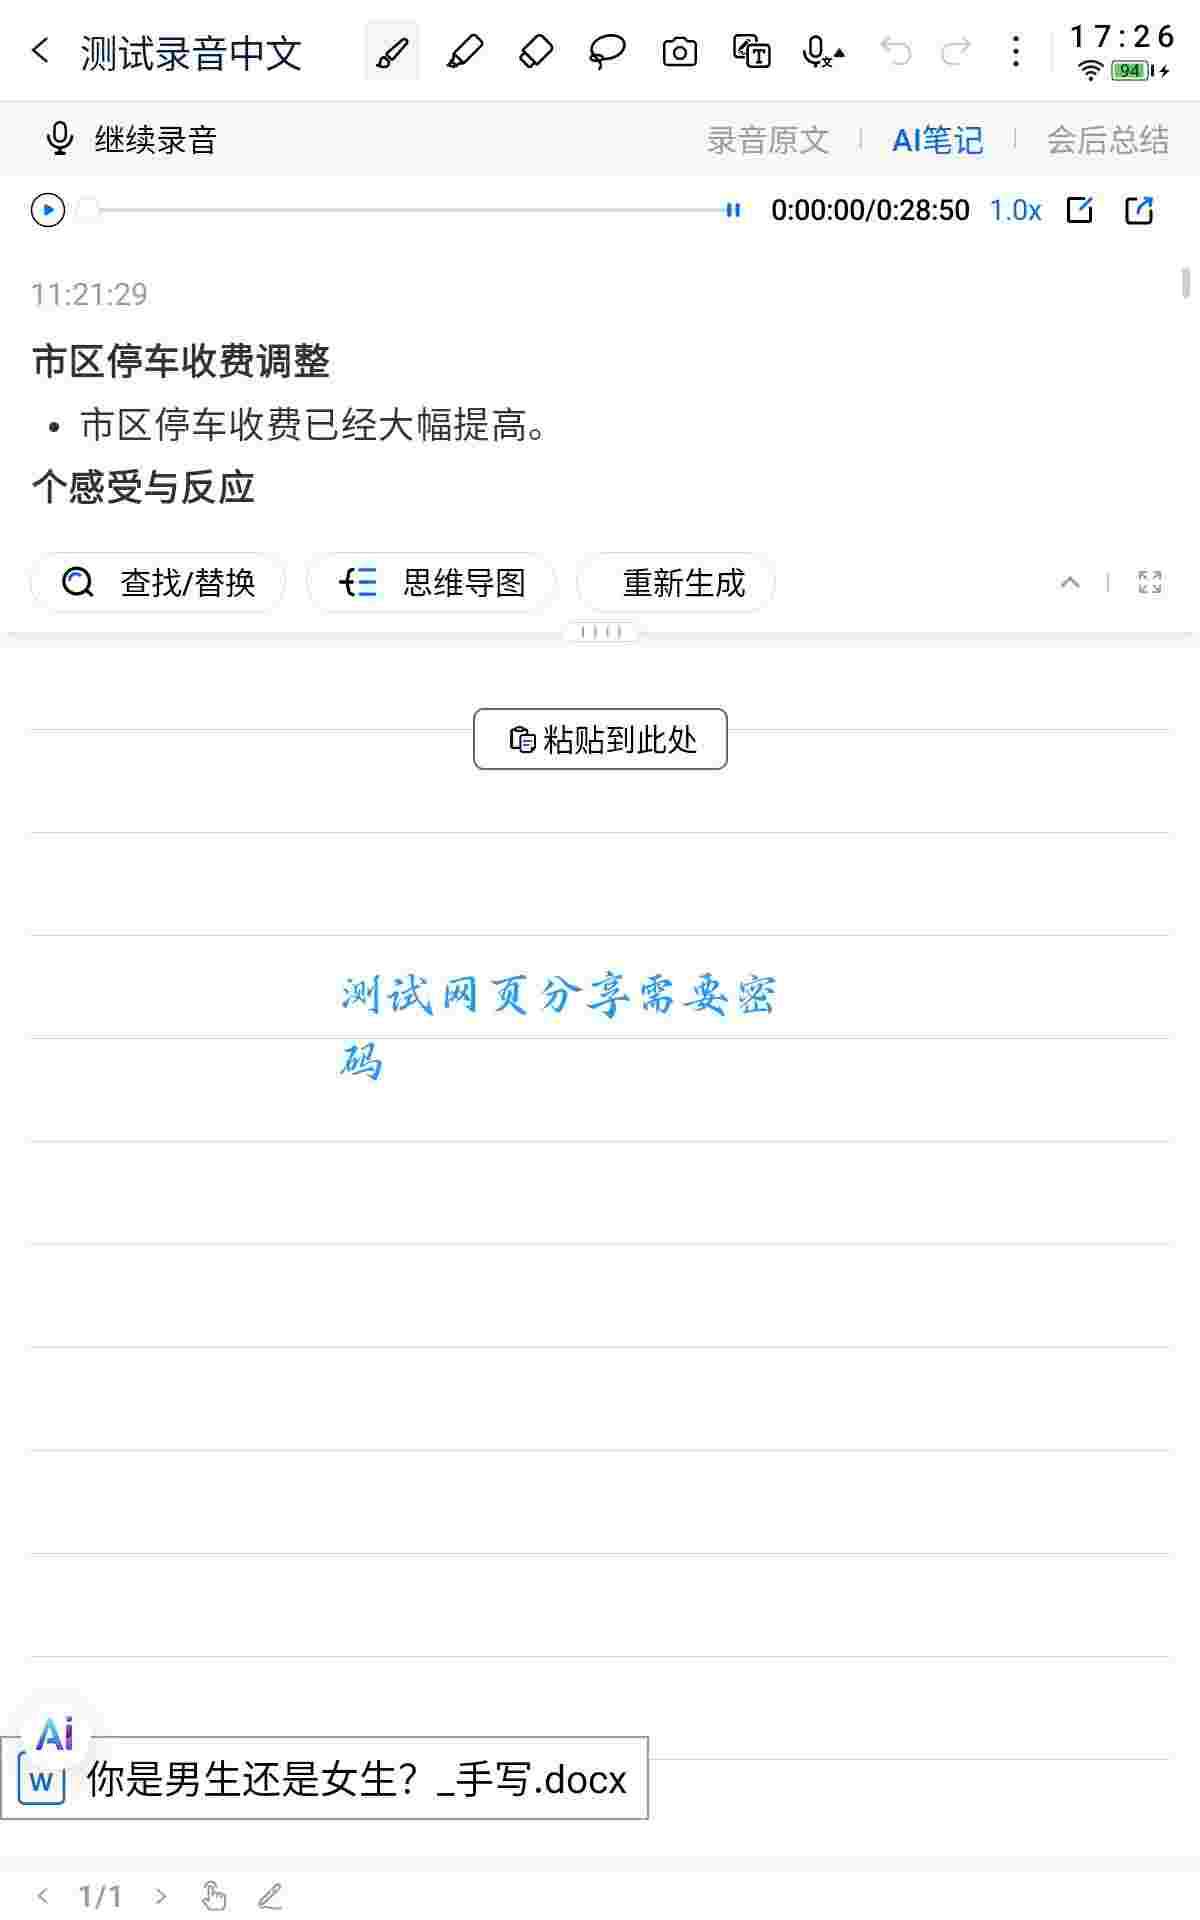 测试录音中文
17:26
94
继续录音
录音原文
AI笔记
会后总结
0:00:00/0:28:50
1.0x
11:21:29
市区停车收费调整
• 市区停车收费已经大幅提高。
个感受与反应
查找/替换
思维导图
重新生成
粘贴到此处
测试网页分享需要密
码
Ai
W
你是男生还是女生？_手写.docx
1/1